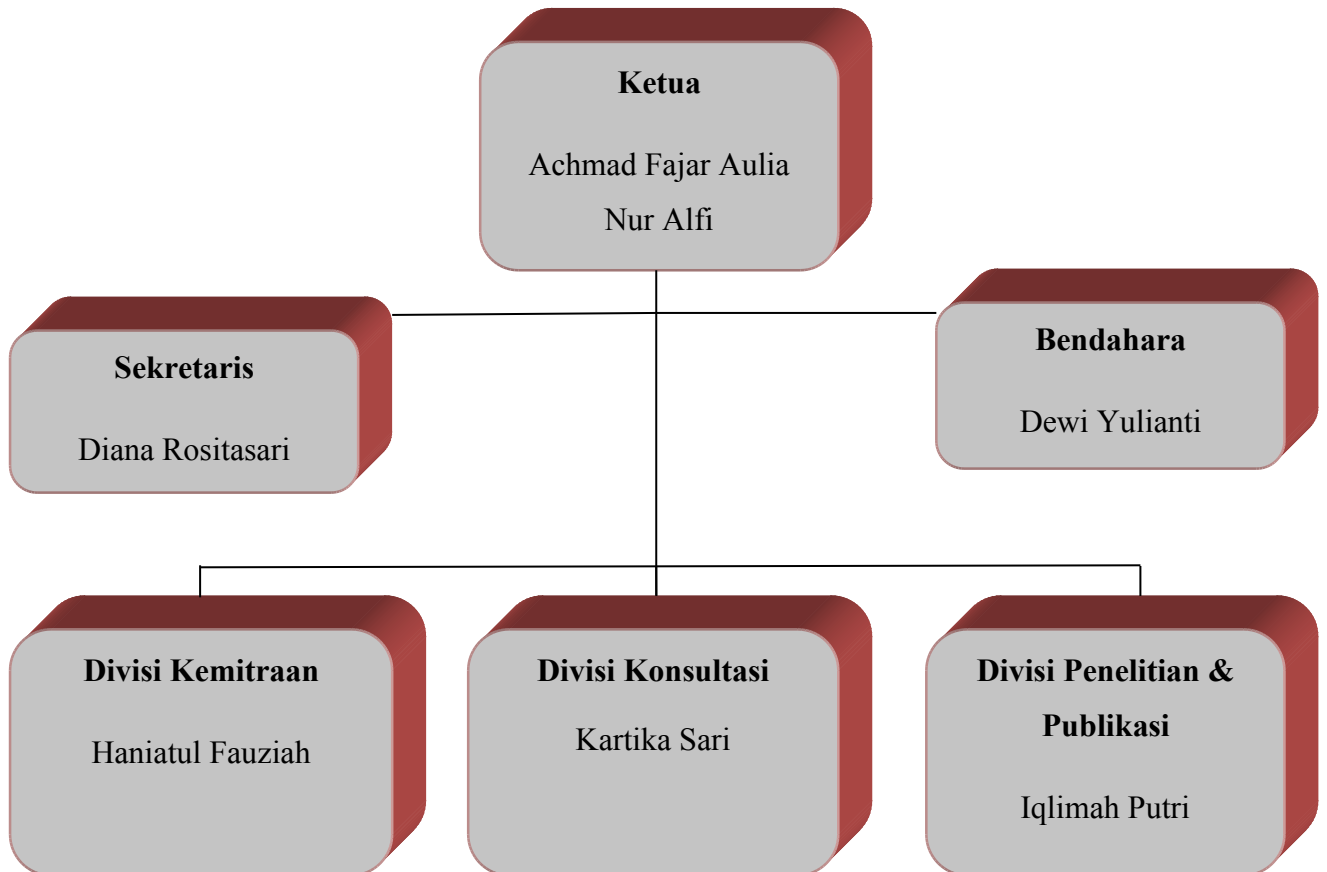 Ketua
Achmad Fajar Aulia
Nur Alfi
Sekretaris
Diana Rositasari
Bendahara
Dewi Yulianti
Divisi Kemitraan
Haniatul Fauziah
Divisi Konsultasi
Kartika Sari
Divisi Penelitian &
Publikasi
Iqlimah Putri